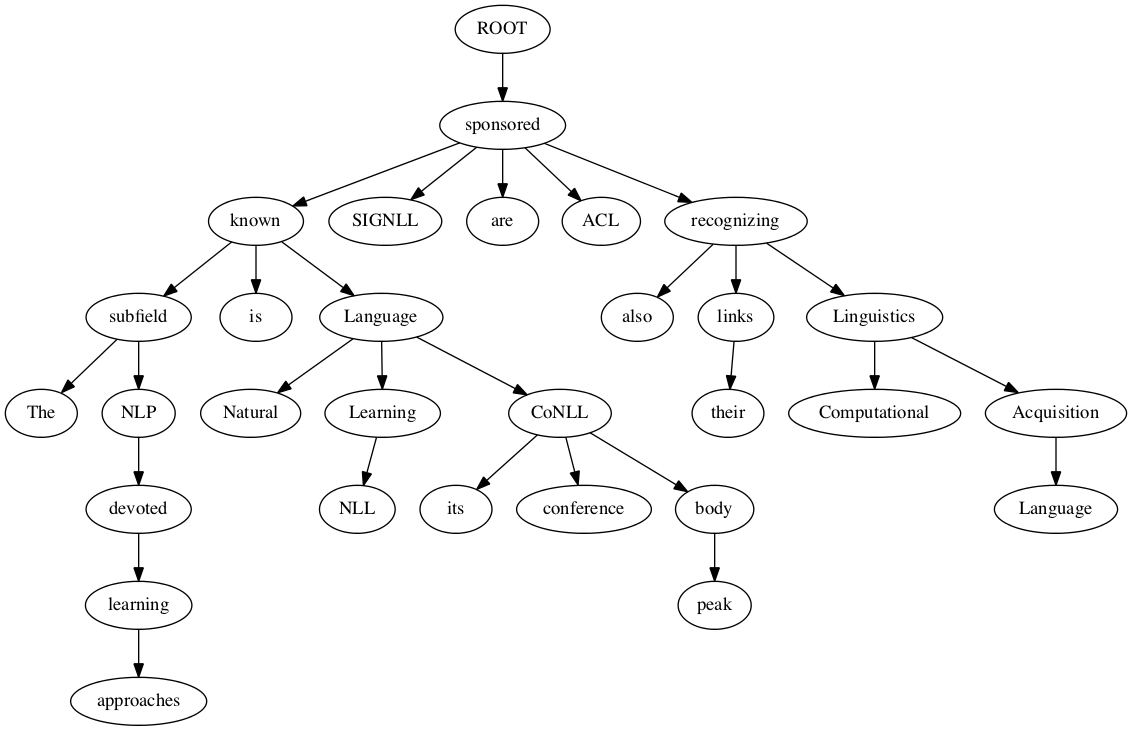 ROOT
sponsored
known SIGNLL are ACL recognizing
subfield is Language also links Linguistics
The NLP Natural Learning CoNLL their Computational Acquisition
devoted NLL its conference body Language
learning peak
approaches